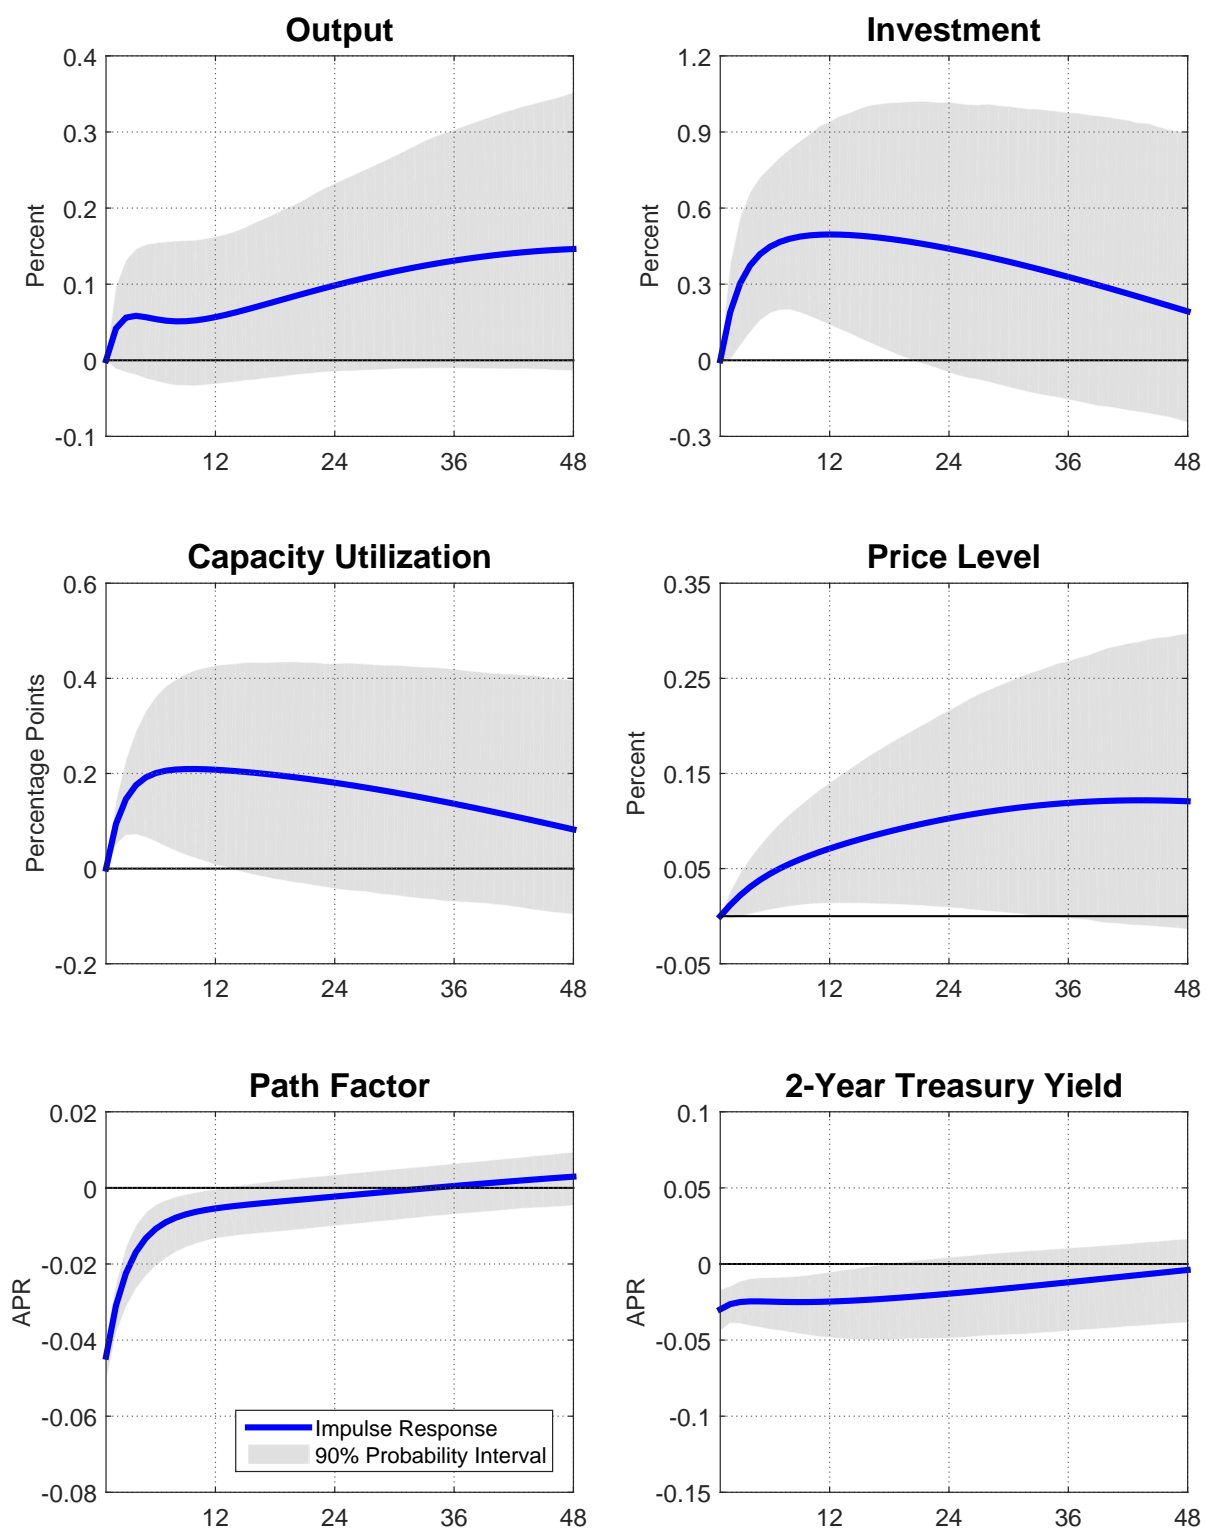 Output
Investment
0.4
0.3
0.2
0.1
0
-0.1
Percent
12 24 36 48
1.2
0.9
0.6
0.3
0
-0.3
Percent
12 24 36 48
Capacity Utilization
Price Level
0.6
0.4
0.2
0
-0.2
Percentage Points
12 24 36 48
0.35
0.25
0.15
0.05
-0.05
Percent
12 24 36 48
Path Factor
2-Year Treasury Yield
0.02
0
-0.02
-0.04
-0.06
-0.08
APR
Impulse Response
90% Probability Interval
12 24 36 48
0.1
0.05
0
-0.05
-0.1
-0.15
APR
12 24 36 48